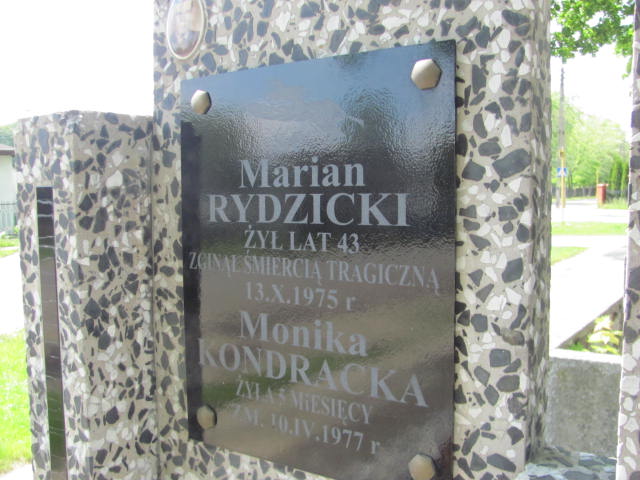 Marian
RYDZICKI
ŻYŁ LAT 43
ZGINĄŁ ŚMIERCIĄ TRAGICZNĄ
13.X.1975 r
Monika
KONDRACKA
ŻYŁA 5 MiESIĘCY
ZM. 10.IV.1977 r